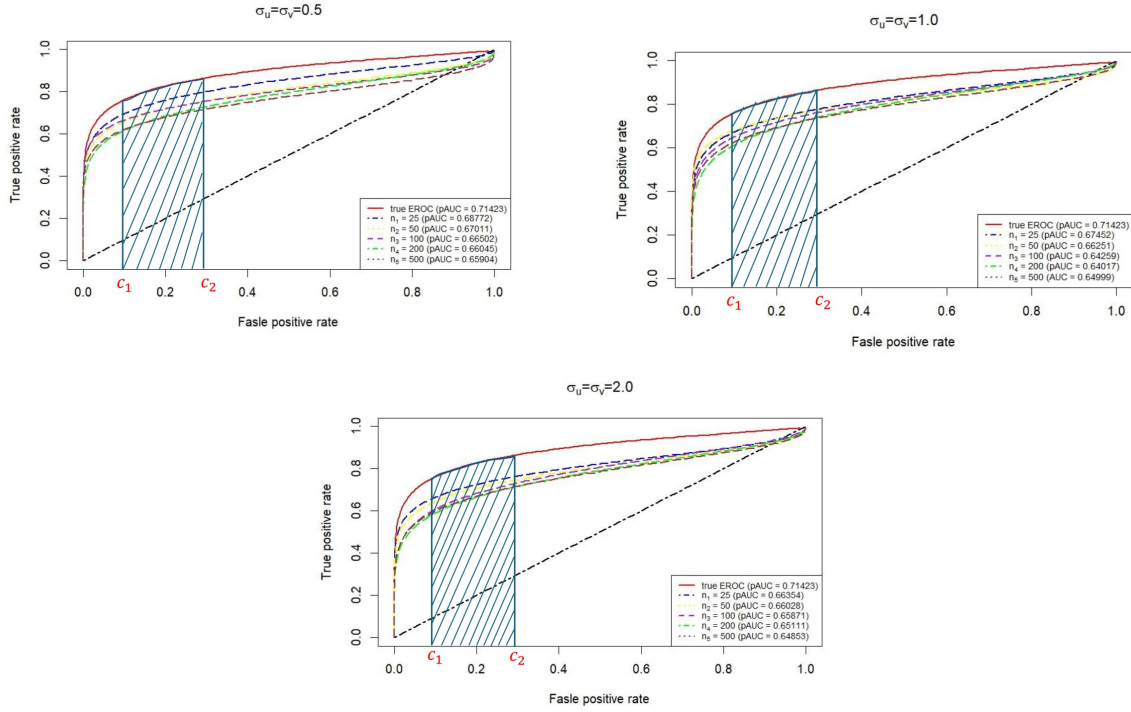 σu=σv=0.5
True positive rate
0.0 0.2 0.4 0.6 0.8 1.0
true EROC (pAUC = 0.71423)
n1 = 25 (pAUC = 0.68772)
n2 = 50 (pAUC = 0.67011)
n3 = 100 (pAUC = 0.66502)
n4 = 200 (pAUC = 0.66045)
n5 = 500 (pAUC = 0.65904)
0.0 0.2 0.4 0.6 0.8 1.0
c1 c2
Fasle positive rate
σu=σv=1.0
True positive rate
0.0 0.2 0.4 0.6 0.8 1.0
true EROC (pAUC = 0.71423)
n1 = 25 (pAUC = 0.67452)
n2 = 50 (pAUC = 0.66251)
n3 = 100 (pAUC = 0.64259)
n4 = 200 (pAUC = 0.64017)
n5 = 500 (AUC = 0.64999)
0.0 0.2 0.4 0.6 0.8 1.0
c1 c2
Fasle positive rate
σu=σv=2.0
True positive rate
0.0 0.2 0.4 0.6 0.8 1.0
true EROC (pAUC = 0.71423)
n1 = 25 (pAUC = 0.66354)
n2 = 50 (pAUC = 0.66028)
n3 = 100 (pAUC = 0.65871)
n4 = 200 (pAUC = 0.65111)
n5 = 500 (pAUC = 0.64853)
0.0 0.2 0.4 0.6 0.8 1.0
c1 c2
Fasle positive rate